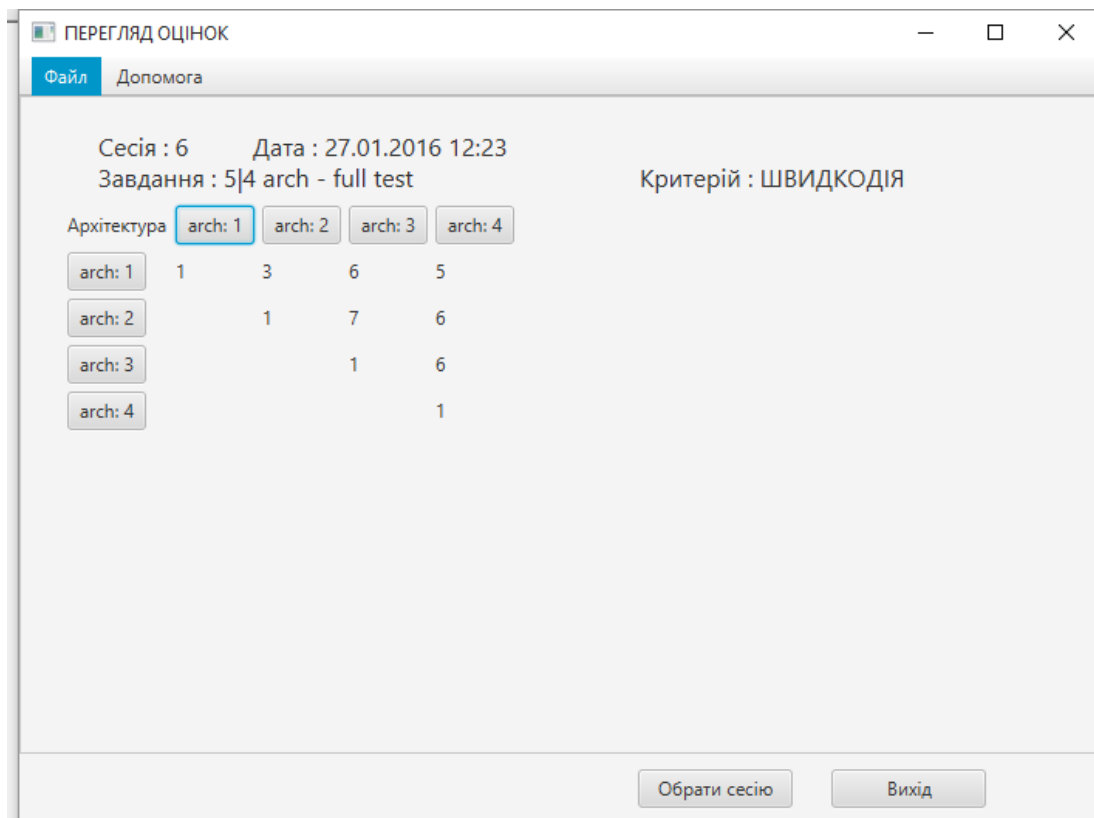 ПЕРЕГЛЯД ОЦІНОК
Файл Допомога
Сесія : 6 Дата : 27.01.2016 12:23
Завдання : 5|4 arch - full test Критерій : ШВИДКОДІЯ
Архітектура arch: 1 arch: 2 arch: 3 arch: 4
arch: 1 1 3 6 5
arch: 2 1 7 6
arch: 3 1 6
arch: 4 1
Обрати сесію Вихід